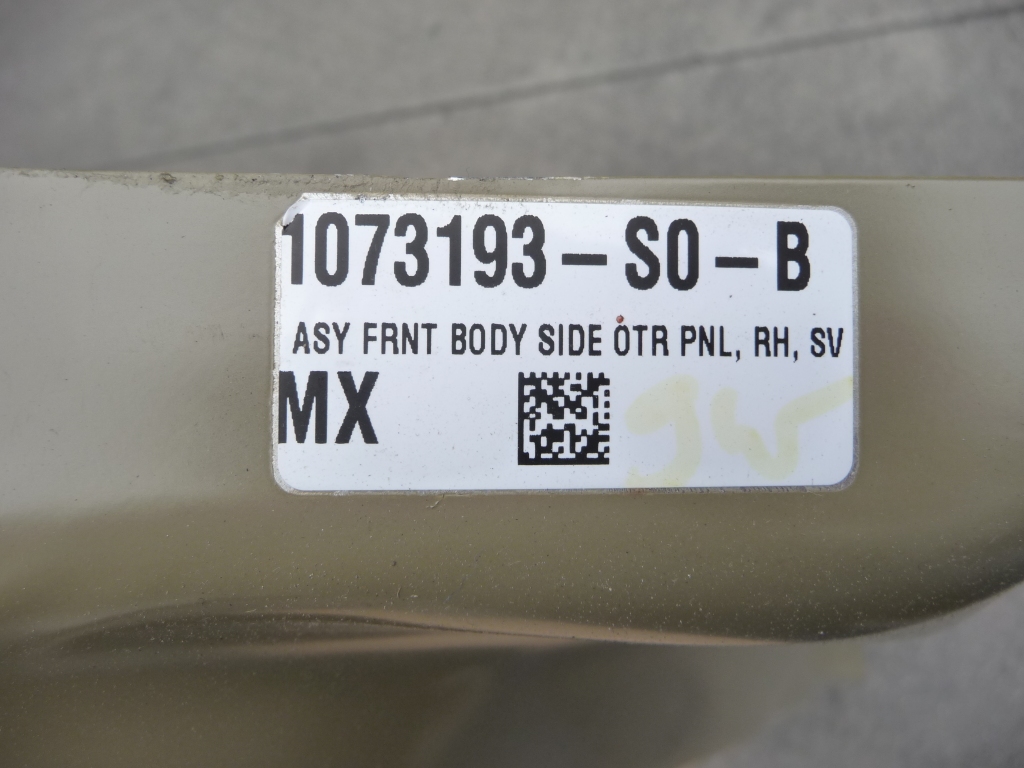 1073193-S0-B
ASY FRNT BODY SIDE OTR PNL, RH, SV
MX